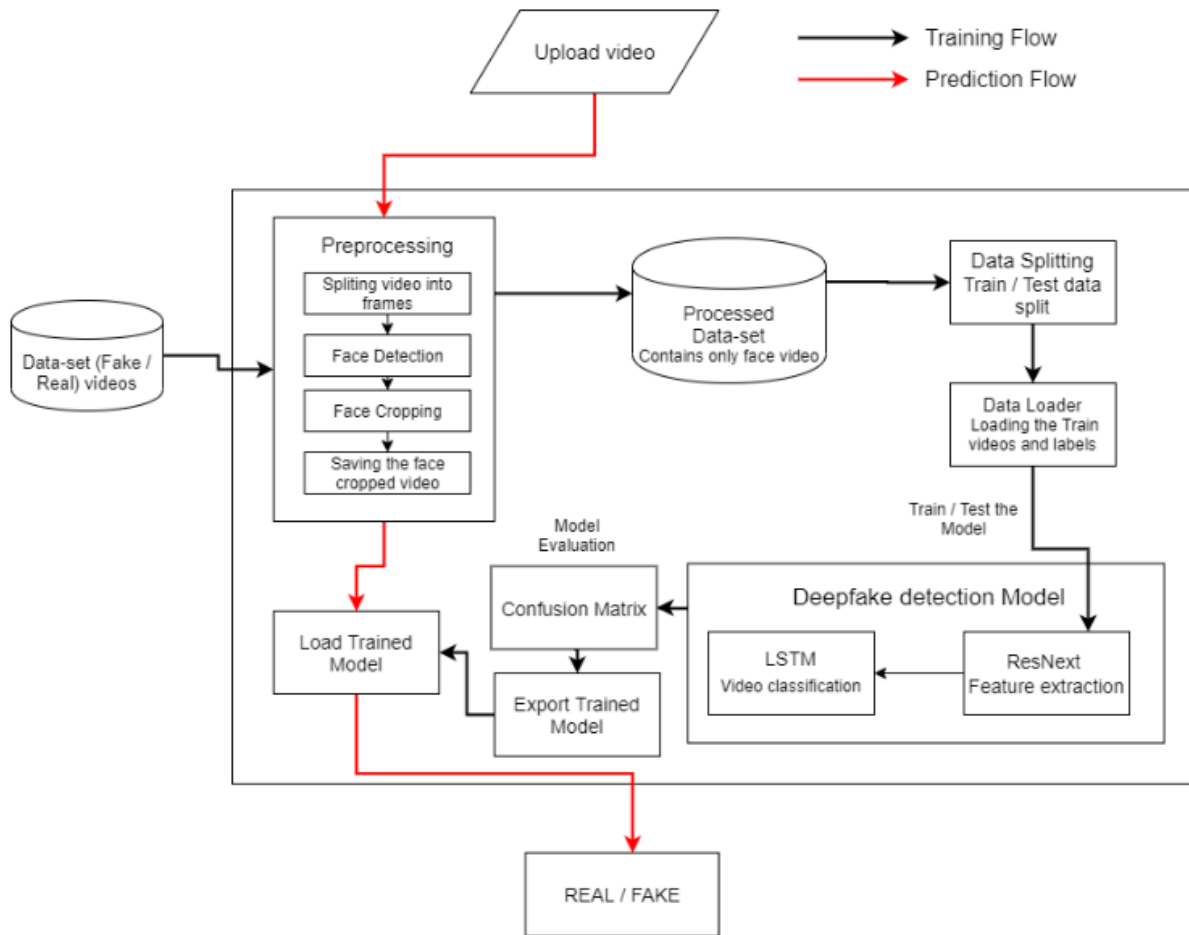 Upload video
Training Flow
Prediction Flow
Preprocessing
Spliting video into
frames
Face Detection
Face Cropping
Saving the face
cropped video
Data-set (Fake /
Real) videos
Processed
Data-set
Contains only face video
Data Splitting
Train / Test data
split
Data Loader
Loading the Train
videos and labels
Train / Test the
Model
Model
Evaluation
Confusion Matrix
Export Trained
Model
Load Trained
Model
Deepfake detection Model
LSTM
Video classification
ResNext
Feature extraction
REAL / FAKE